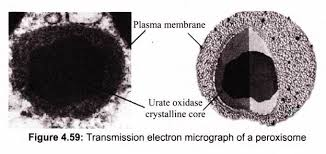 Plasma membrane
Urate oxidase
crystalline core
Figure 4.59: Transmission electron micrograph of a peroxisome